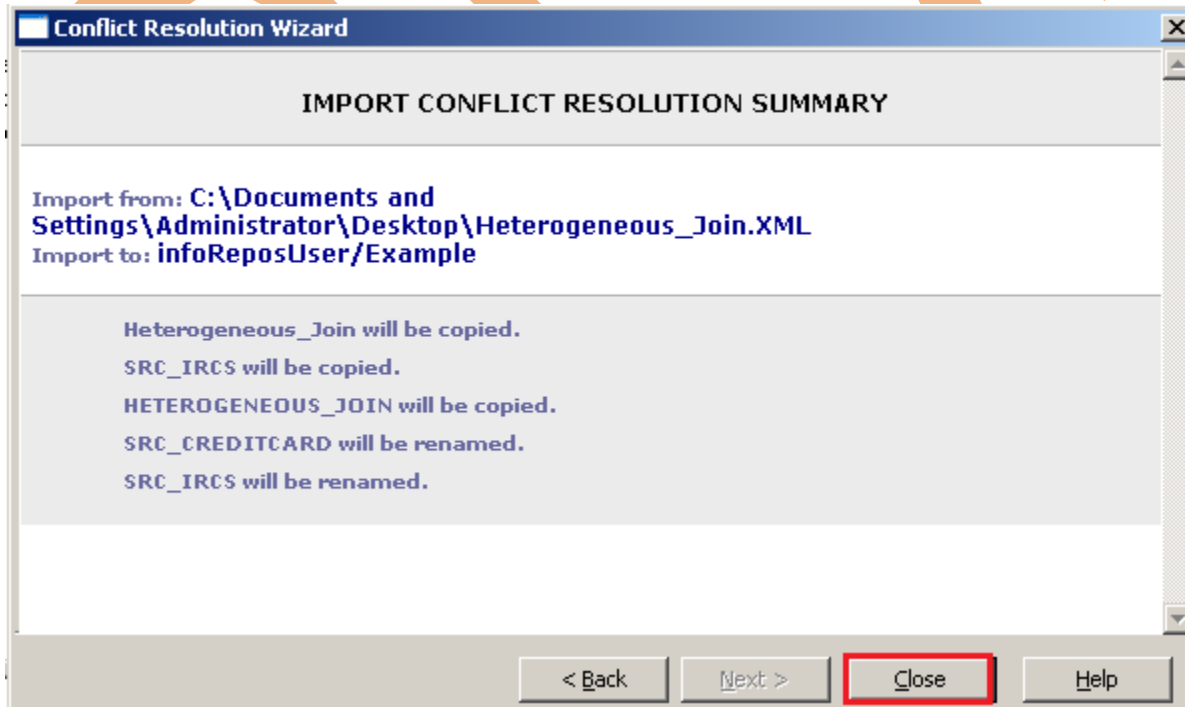 Conflict Resolution Wizard
IMPORT CONFLICT RESOLUTION SUMMARY
Import from: C:\Documents and
Settings\Administrator\Desktop\Heterogeneous_Join.XML
Import to: infoReposUser/Example
Heterogeneous_Join will be copied.
SRC_IRCS will be copied.
HETEROGENEOUS_JOIN will be copied.
SRC_CREDITCARD will be renamed.
SRC_IRCS will be renamed.
< Back Next > Close Help